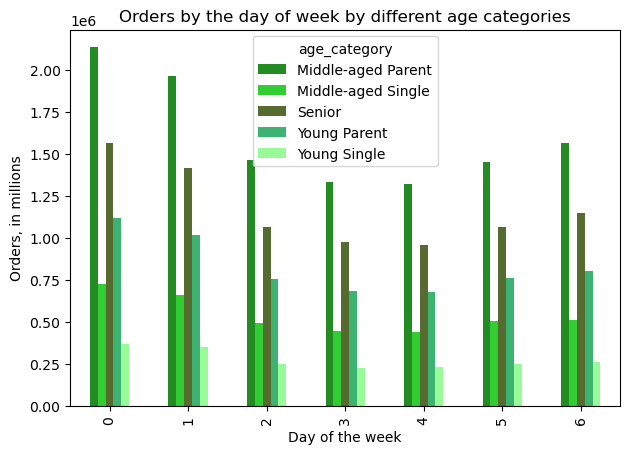 Orders by the day of week by different age categories
1e6
age_category
Middle-aged Parent
Middle-aged Single
Senior
Young Parent
Young Single
Orders, in millions
2.00
1.75
1.50
1.25
1.00
0.75
0.50
0.25
0.00
0 1 2 3 4 5 6
Day of the week